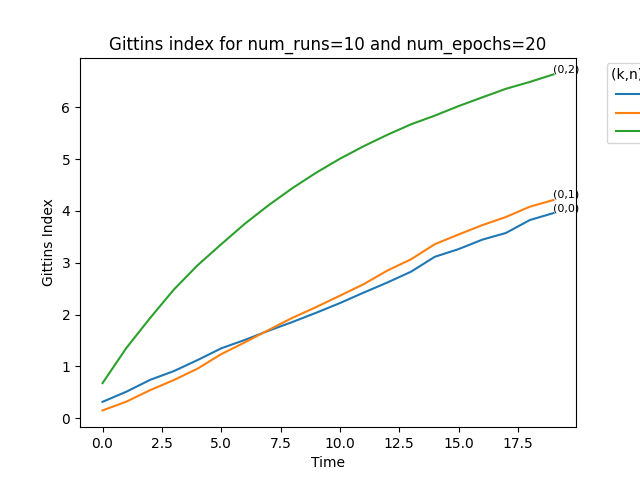 Gittins index for num_runs=10 and num_epochs=20
(k,n)
(0,2)
(0,1)
(0,0)
Gittins Index
6
5
4
3
2
1
0
0.0 2.5 5.0 7.5 10.0 12.5 15.0 17.5
Time